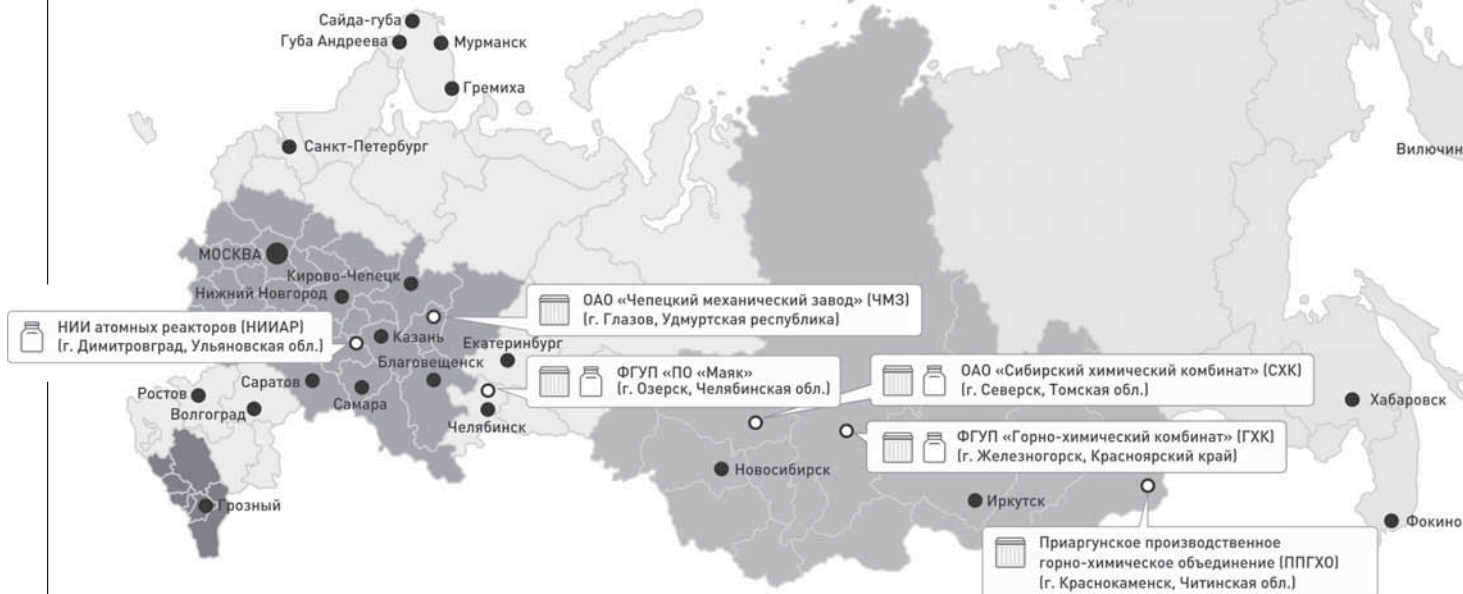 Сайда-губа
Губа Андреева
Мурманск
Гремиха
Санкт-Петербург
Вилючин
МОСКВА
Кирово-Чепецк
Нижний Новгород
ОАО «Чепецкий механический завод» (ЧМЗ)
(г. Глазов, Удмуртская республика)
НИИ атомных реакторов (НИИАР)
(г. Димитровград, Ульяновская обл.)
Казань
Екатеринбург
Благовещенск
ФГУП «ПО «Маяк»
(г. Озерск, Челябинская обл.)
ОАО «Сибирский химический комбинат» (СХК)
(г. Северск, Томская обл.)
Саратов
Самара
Ростов
Волгоград
Челябинск
Хабаровск
ФГУП «Горно-химический комбинат» (ГХК)
(г. Железногорск, Красноярский край)
Новосибирск
Иркутск
Грозный
Фокино
Приаргунское производственное
горно-химическое объединение (ППГХО)
(г. Краснокаменск, Читинская обл.)